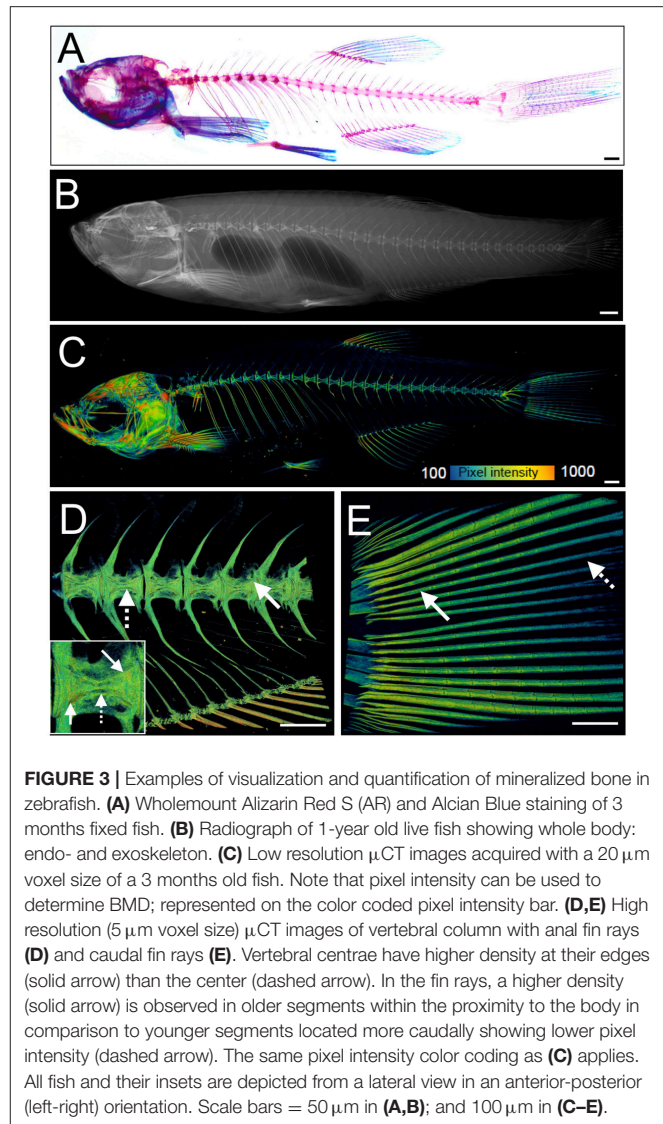 A
B
C
100 Pixel intensity 1000
D
E
FIGURE 3 | Examples of visualization and quantification of mineralized bone in
zebrafish. (A) Wholemount Alizarin Red S (AR) and Alcian Blue staining of 3
months fixed fish. (B) Radiograph of 1-year old live fish showing whole body:
endo- and exoskeleton. (C) Low resolution μCT images acquired with a 20 μm
voxel size of a 3 months old fish. Note that pixel intensity can be used to
determine BMD; represented on the color coded pixel intensity bar. (D,E) High
resolution (5 μm voxel size) μCT images of vertebral column with anal fin rays
(D) and caudal fin rays (E). Vertebral centrae have higher density at their edges
(solid arrow) than the center (dashed arrow). In the fin rays, a higher density
(solid arrow) is observed in older segments within the proximity to the body in
comparison to younger segments located more caudally showing lower pixel
intensity (dashed arrow). The same pixel intensity color coding as (C) applies.
All fish and their insets are depicted from a lateral view in an anterior-posterior
(left-right) orientation. Scale bars = 50 μm in (A,B); and 100 μm in (C–E).